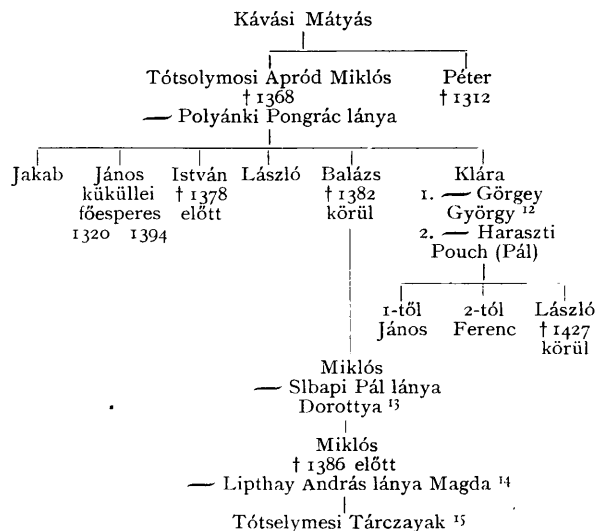 Kávási Mátyás
Tótsolymosi Apród Miklós Péter
† 1368 † 1312
— Polyánki Pongrác lánya
Jakab János István László Balázs Klára
küküllei † 1378 † 1382 1. — Görgey
főesperes előtt körül György 12
1320 1394 2. — Haraszti
Pouch (Pál)
1-től 2-tól László
János Ferenc † 1427
körül
Miklós
— Slbapi Pál lánya
Dorottya 13
Miklós
† 1386 előtt
— Lipthay András lánya Magda 14
Tótselymesi Tárczayak 15